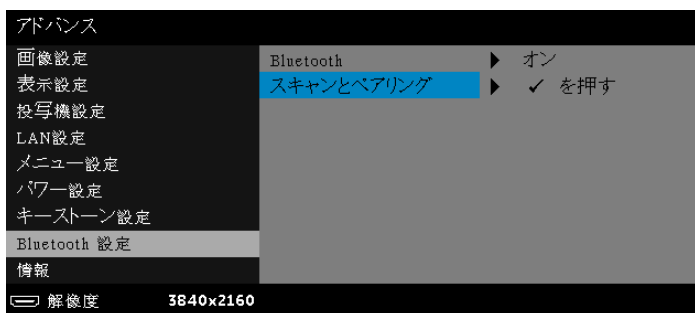 アドバンス
画像設定
表示設定
投写機設定
LAN設定
メニュー設定
パワー設定
キーストーン設定
Bluetooth 設定
情報
Bluetooth ▶ オン
スキャンとペアリング ▶ ✓ を押す
解像度 3840x2160